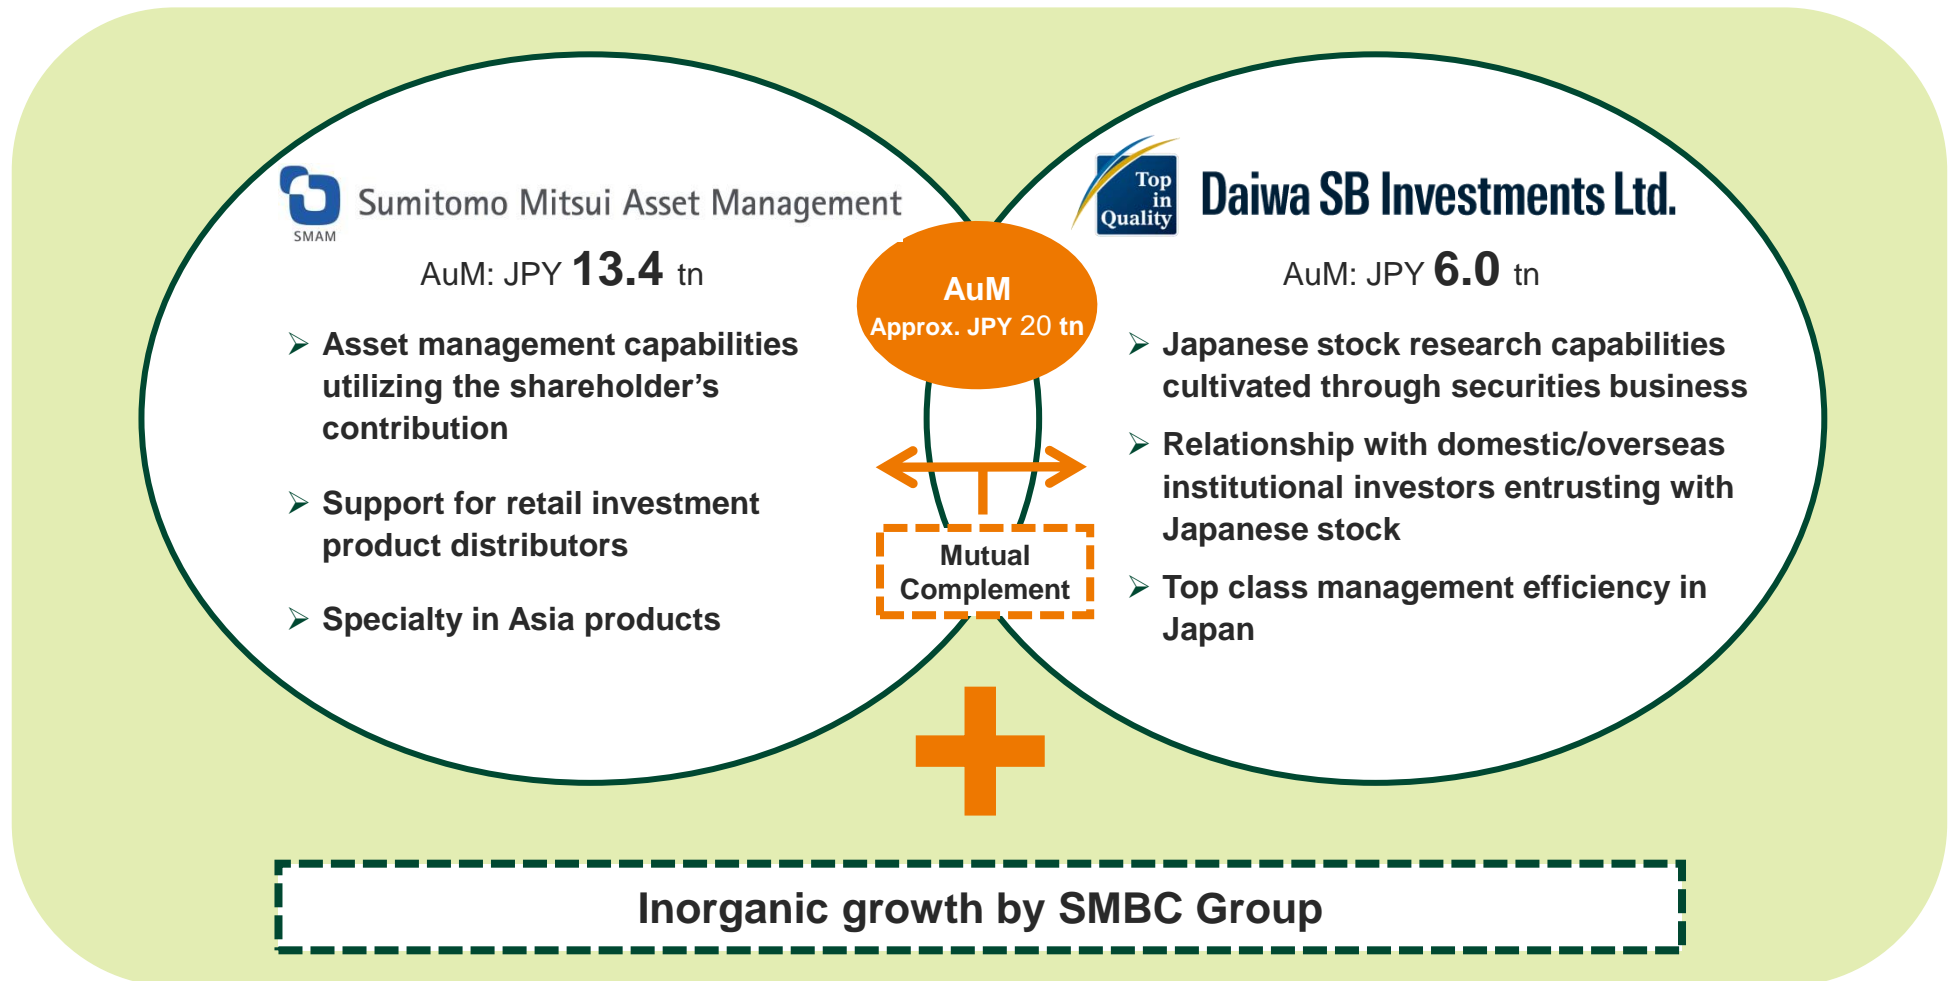 Sumitomo Mitsui Asset Management
SMAM
AuM: JPY 13.4 tn
➢ Asset management capabilities
utilizing the shareholder’s
contribution
➢ Support for retail investment
product distributors
➢ Specialty in Asia products
AuM
Approx. JPY 20 tn
Mutual
Complement
Top
in
Quality
Daiwa SB Investments Ltd.
AuM: JPY 6.0 tn
➢ Japanese stock research capabilities
cultivated through securities business
➢ Relationship with domestic/overseas
institutional investors entrusting with
Japanese stock
➢ Top class management efficiency in
Japan
Inorganic growth by SMBC Group